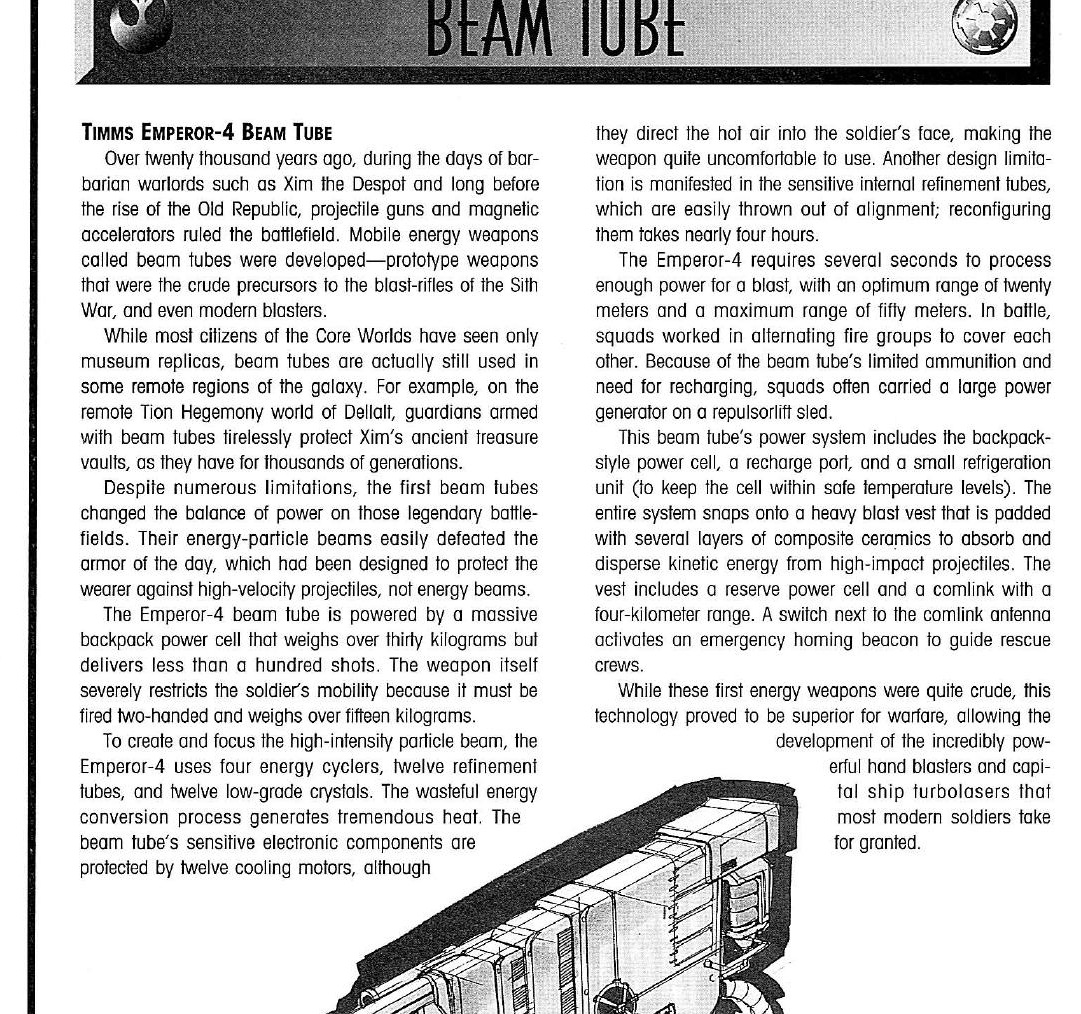 BEAM TUBE
TIMMS EMPEROR-4 BEAM TUBE
Over twenty thousand years ago, during the days of bar-
barian warlords such as Xim the Despot and long before
the rise of the Old Republic, projectile guns and magnetic
accelerators ruled the battlefield. Mobile energy weapons
called beam tubes were developed—prototype weapons
that were the crude precursors to the blast-rifles of the Sith
War, and even modern blasters.
While most citizens of the Core Worlds have seen only
museum replicas, beam tubes are actually still used in
some remote regions of the galaxy. For example, on the
remote Tion Hegemony world of Dellalt, guardians armed
with beam tubes tirelessly protect Xim's ancient treasure
vaults, as they have for thousands of generations.
Despite numerous limitations, the first beam tubes
changed the balance of power on those legendary battle-
fields. Their energy-particle beams easily defeated the
armor of the day, which had been designed to protect the
wearer against high-velocity projectiles, not energy beams.
The Emperor-4 beam tube is powered by a massive
backpack power cell that weighs over thirty kilograms but
delivers less than a hundred shots. The weapon itself
severely restricts the soldier's mobility because it must be
fired two-handed and weighs over fifteen kilograms.
To create and focus the high-intensity particle beam, the
Emperor-4 uses four energy cyclers, twelve refinement
tubes, and twelve low-grade crystals. The wasteful energy
conversion process generates tremendous heat. The
beam tube's sensitive electronic components are
protected by twelve cooling motors, although
they direct the hot air into the soldier's face, making the
weapon quite uncomfortable to use. Another design limita-
tion is manifested in the sensitive internal refinement tubes,
which are easily thrown out of alignment; reconfiguring
them takes nearly four hours.
The Emperor-4 requires several seconds to process
enough power for a blast, with an optimum range of twenty
meters and a maximum range of fifty meters. In battle,
squads worked in alternating fire groups to cover each
other. Because of the beam tube's limited ammunition and
need for recharging, squads often carried a large power
generator on a repulsorlift sled.
This beam tube's power system includes the backpack-
style power cell, a recharge port, and a small refrigeration
unit (to keep the cell within safe temperature levels). The
entire system snaps onto a heavy blast vest that is padded
with several layers of composite ceramics to absorb and
disperse kinetic energy from high-impact projectiles. The
vest includes a reserve power cell and a comlink with a
four-kilometer range. A switch next to the comlink antenna
activates an emergency homing beacon to guide rescue
crews.
While these first energy weapons were quite crude, this
technology proved to be superior for warfare, allowing the
development of the incredibly pow-
erful hand blasters and capi-
tal ship turbolasers that
most modern soldiers take
for granted.